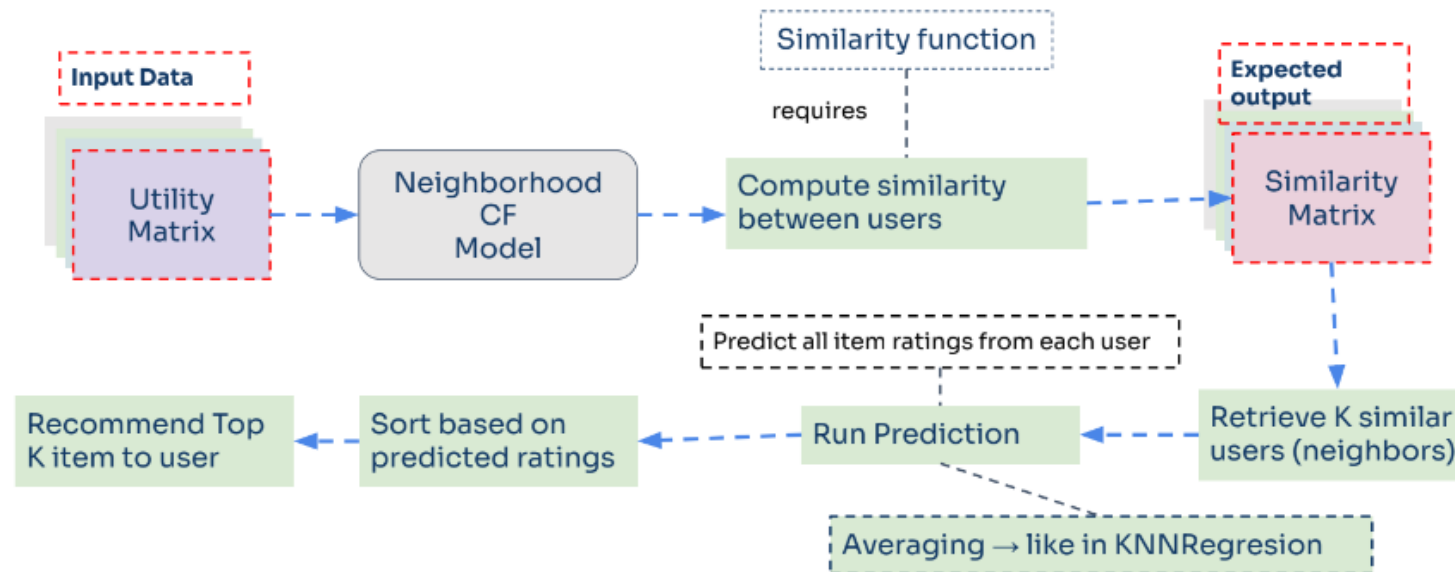 Similarity function
Input Data
Expected
output
requires
Utility
Matrix
Neighborhood
CF
Model
Compute similarity
between users
Similarity
Matrix
Predict all item ratings from each user
Recommend Top
K item to user
Sort based on
predicted ratings
Run Prediction
Retrieve K similar
users (neighbors)
Averaging → like in KNNRegresion